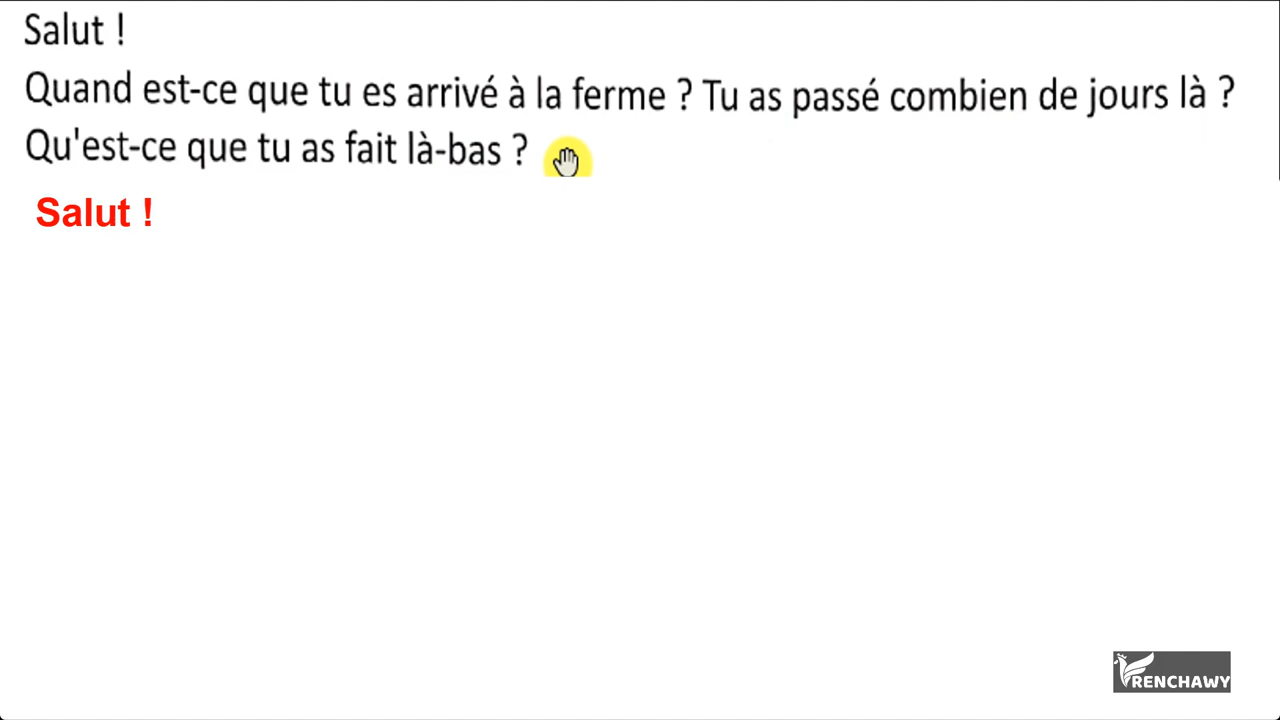 Salut !
Quand est-ce que tu es arrivé à la ferme ? Tu as passé combien de jours là ?
Qu'est-ce que tu as fait là-bas ?
Salut !
FRENCHAWY